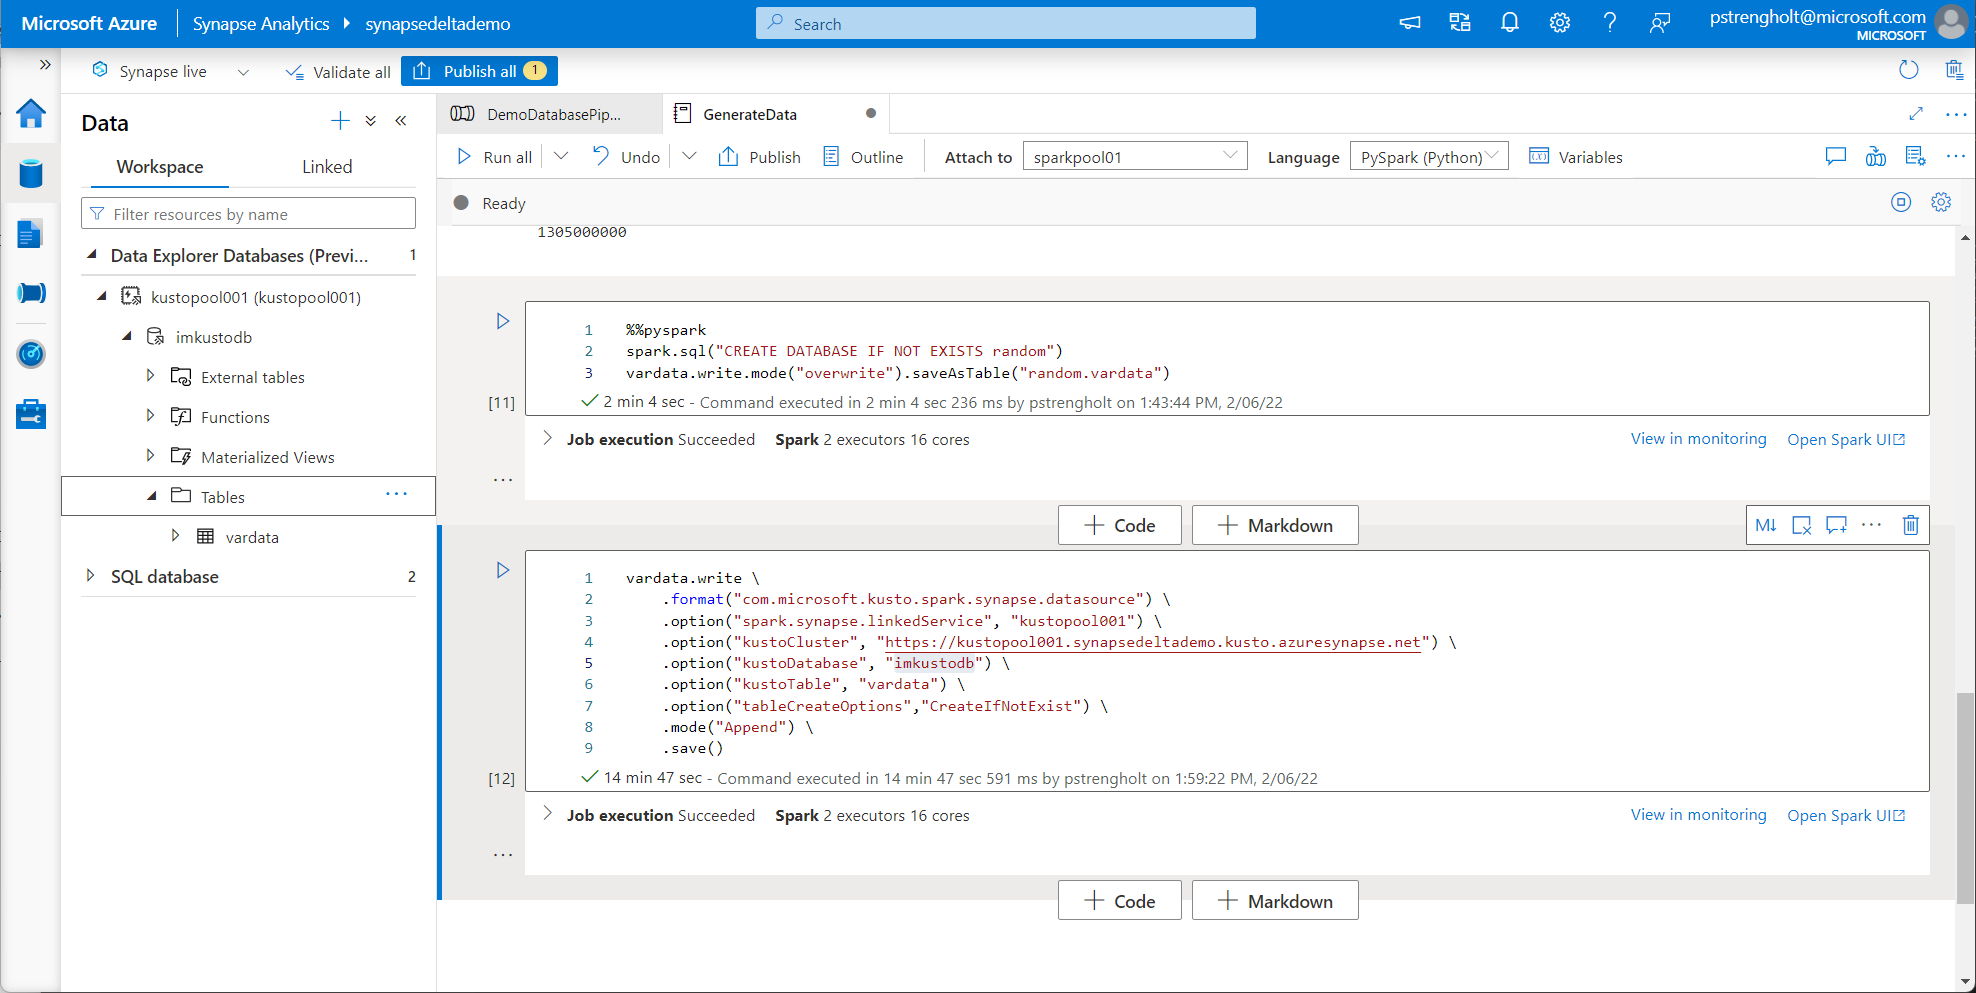 Microsoft Azure Synapse Analytics synapsedeltademo Search pstrengholt@microsoft.com
MICROSOFT
Synapse live Validate all Publish all 1
Data
Workspace Linked
Filter resources by name
Data Explorer Databases (Previ... 1
kustopool001 (kustopool001)
imkustodb
External tables
Functions
Materialized Views
Tables ...
vardata
SQL database 2
DemoDatabasePip... GenerateData
Run all Undo Publish Outline Attach to sparkpool01 Language PySpark (Python) Variables
Ready
1305000000
1 %%pyspark
2 spark.sql("CREATE DATABASE IF NOT EXISTS random")
3 vardata.write.mode("overwrite").saveAsTable("random.vardata")
[11] 2 min 4 sec - Command executed in 2 min 4 sec 236 ms by pstrengholt on 1:43:44 PM, 2/06/22
Job execution Succeeded Spark 2 executors 16 cores View in monitoring Open Spark UI
...
+ Code + Markdown M↓
1 vardata.write \
2 .format("com.microsoft.kusto.spark.synapse.datasource") \
3 .option("spark.synapse.linkedService", "kustopool001") \
4 .option("kustoCluster", "https://kustopool001.synapsedeltademo.kusto.azuresynapse.net") \
5 .option("kustoDatabase", "imkustodb") \
6 .option("kustoTable", "vardata") \
7 .option("tableCreateOptions","CreateIfNotExist") \
8 .mode("Append") \
9 .save()
[12] 14 min 47 sec - Command executed in 14 min 47 sec 591 ms by pstrengholt on 1:59:22 PM, 2/06/22
Job execution Succeeded Spark 2 executors 16 cores View in monitoring Open Spark UI
...
+ Code + Markdown